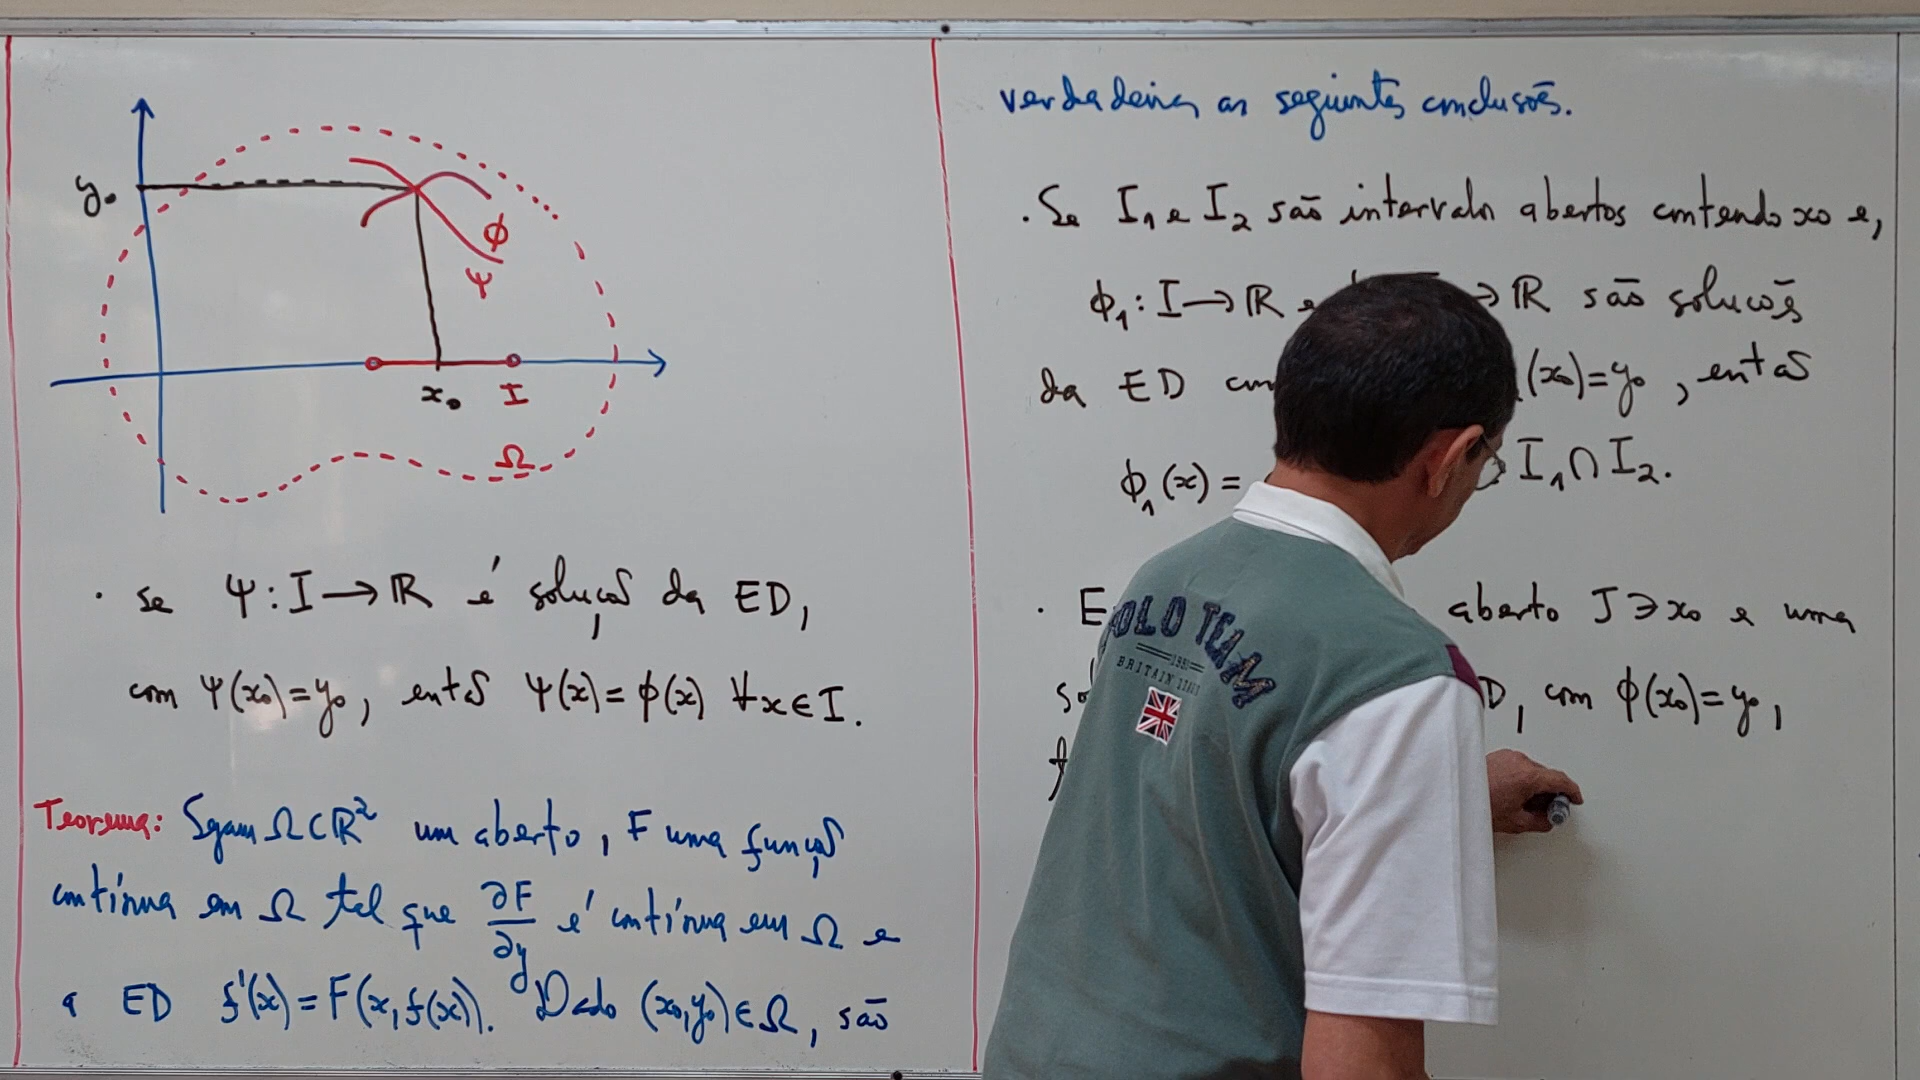 y₀
ϕ
ψ
x₀ I
Ω
· se ψ: I → ℝ é solução da ED,
com ψ(x₀)=y₀, então ψ(x)=ϕ(x) ∀x∈I.
Teorema: Sejam Ω⊂ℝ² um aberto, F uma função
contínua em Ω tal que ∂F/∂y é contínua em Ω e
a ED f'(x)=F(x,f(x)). Dado (x₀,y₀)∈Ω, são
verdadeiras as seguintes conclusões.
· Se I₁ e I₂ são intervalos abertos contendo x₀ e,
ϕ₁: I → ℝ e → ℝ são soluções
da ED (x₀)=y₀, então
ϕ₁(x) = I₁∩I₂.
· aberto J∋x₀ e uma
D, com ϕ(x₀)=y₀,
POLO TEAM
BRITAIN